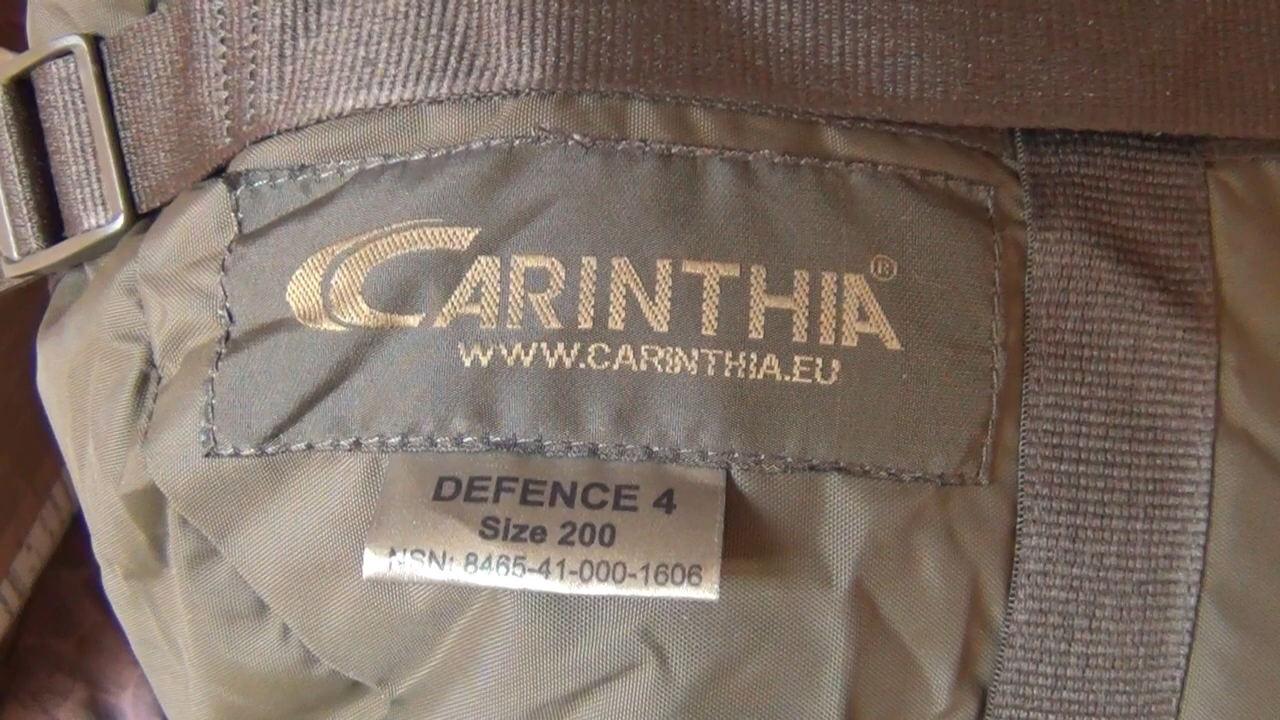 CARINTHIA®
WWW.CARINTHIA.EU
DEFENCE 4
Size 200
NSN: 8465-41-000-1606